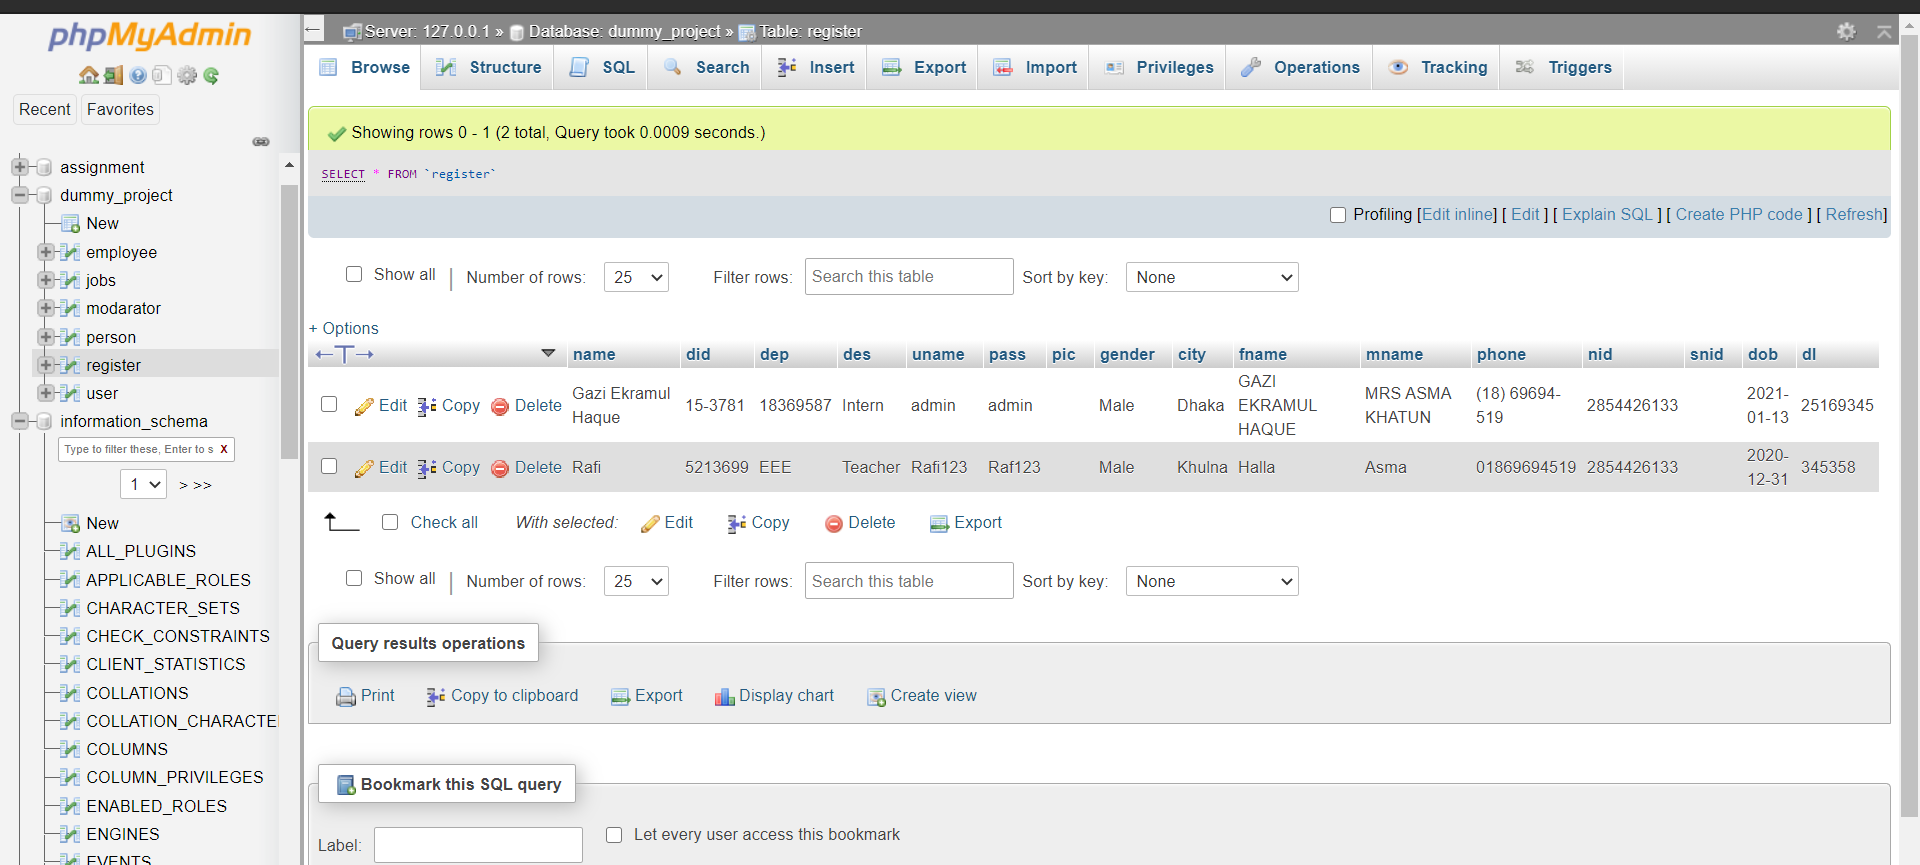 phpMyAdmin
Recent Favorites
assignment
dummy_project
New
employee
jobs
modarator
person
register
user
information_schema
Type to filter these, Enter to s X
1 > >>
New
ALL_PLUGINS
APPLICABLE_ROLES
CHARACTER_SETS
CHECK_CONSTRAINTS
CLIENT_STATISTICS
COLLATIONS
COLLATION_CHARACTE
COLUMNS
COLUMN_PRIVILEGES
ENABLED_ROLES
ENGINES
EVENTS
Server: 127.0.0.1 » Database: dummy_project » Table: register
Browse Structure SQL Search Insert Export Import Privileges Operations Tracking Triggers
Showing rows 0 - 1 (2 total, Query took 0.0009 seconds.)
SELECT * FROM `register`
Profiling [Edit inline] [ Edit ] [ Explain SQL ] [ Create PHP code ] [ Refresh]
Show all | Number of rows: 25 Filter rows: Search this table Sort by key: None
+ Options
←T→ name did dep des uname pass pic gender city fname mname phone nid snid dob dl
Edit Copy Delete Gazi Ekramul Haque 15-3781 18369587 Intern admin admin Male Dhaka GAZI EKRAMUL HAQUE MRS ASMA KHATUN (18) 69694-519 2854426133 2021-01-13 25169345
Edit Copy Delete Rafi 5213699 EEE Teacher Rafi123 Raf123 Male Khulna Halla Asma 01869694519 2854426133 2020-12-31 345358
Check all With selected: Edit Copy Delete Export
Show all | Number of rows: 25 Filter rows: Search this table Sort by key: None
Query results operations
Print Copy to clipboard Export Display chart Create view
Bookmark this SQL query
Label: Let every user access this bookmark